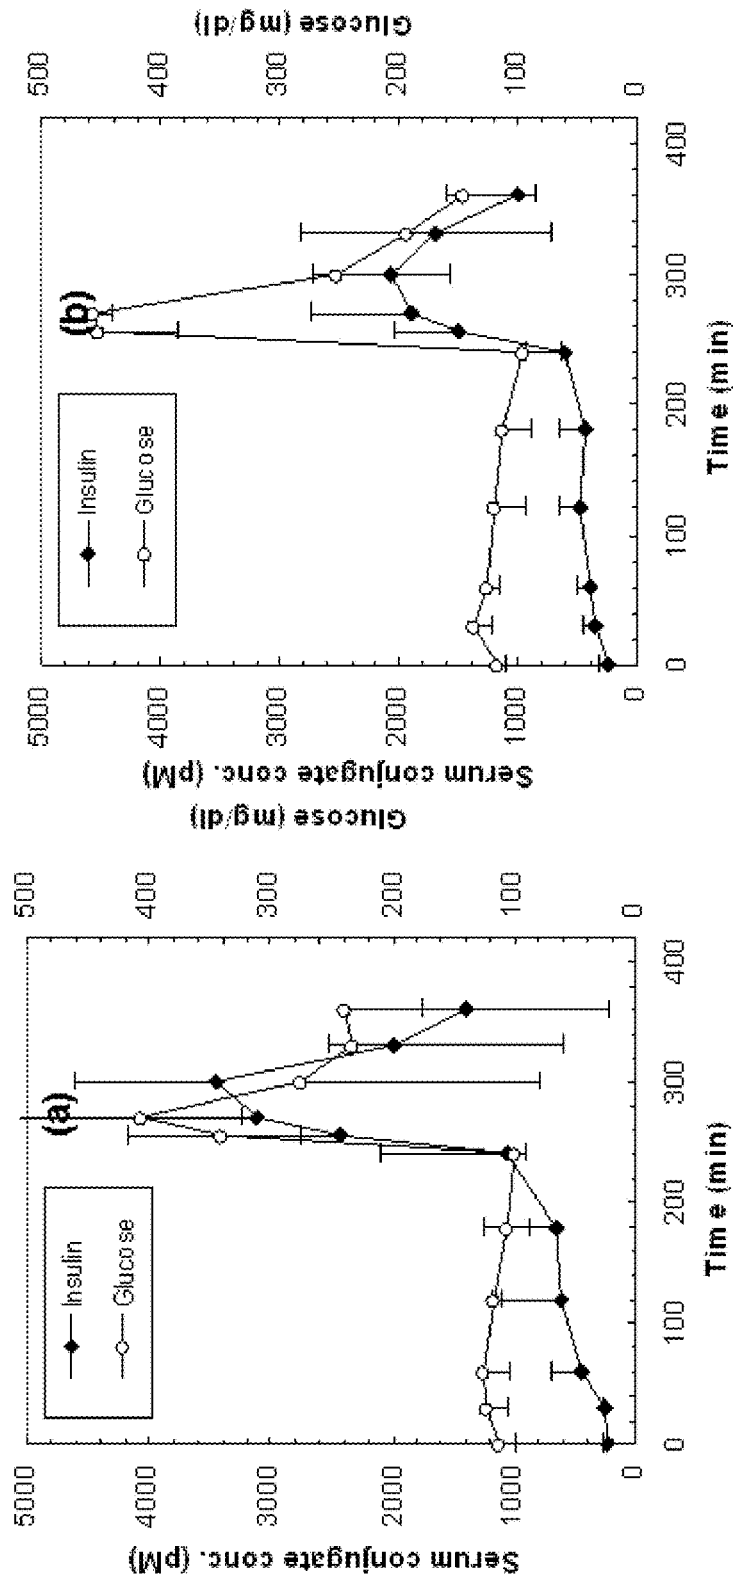 (a)
Insulin
Glucose
Serum conjugate conc. (pM)
5000
4000
3000
2000
1000
0
Glucose (mg/dl)
500
400
300
200
100
0
0
100
200
300
400
Time (min)
(b)
Insulin
Glucose
Serum conjugate conc. (pM)
5000
4000
3000
2000
1000
0
Glucose (mg/dl)
500
400
300
200
100
0
0
100
200
300
400
Time (min)